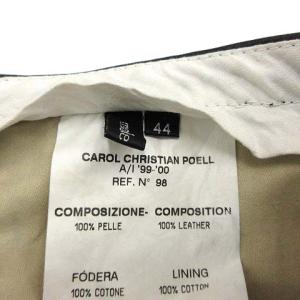 44
CAROL CHRISTIAN POELL
A/I '99-'00
REF. N° 98
COMPOSIZIONE- COMPOSITION
100% PELLE 100% LEATHER
FÓDERA LINING
100% COTONE 100% COTTON